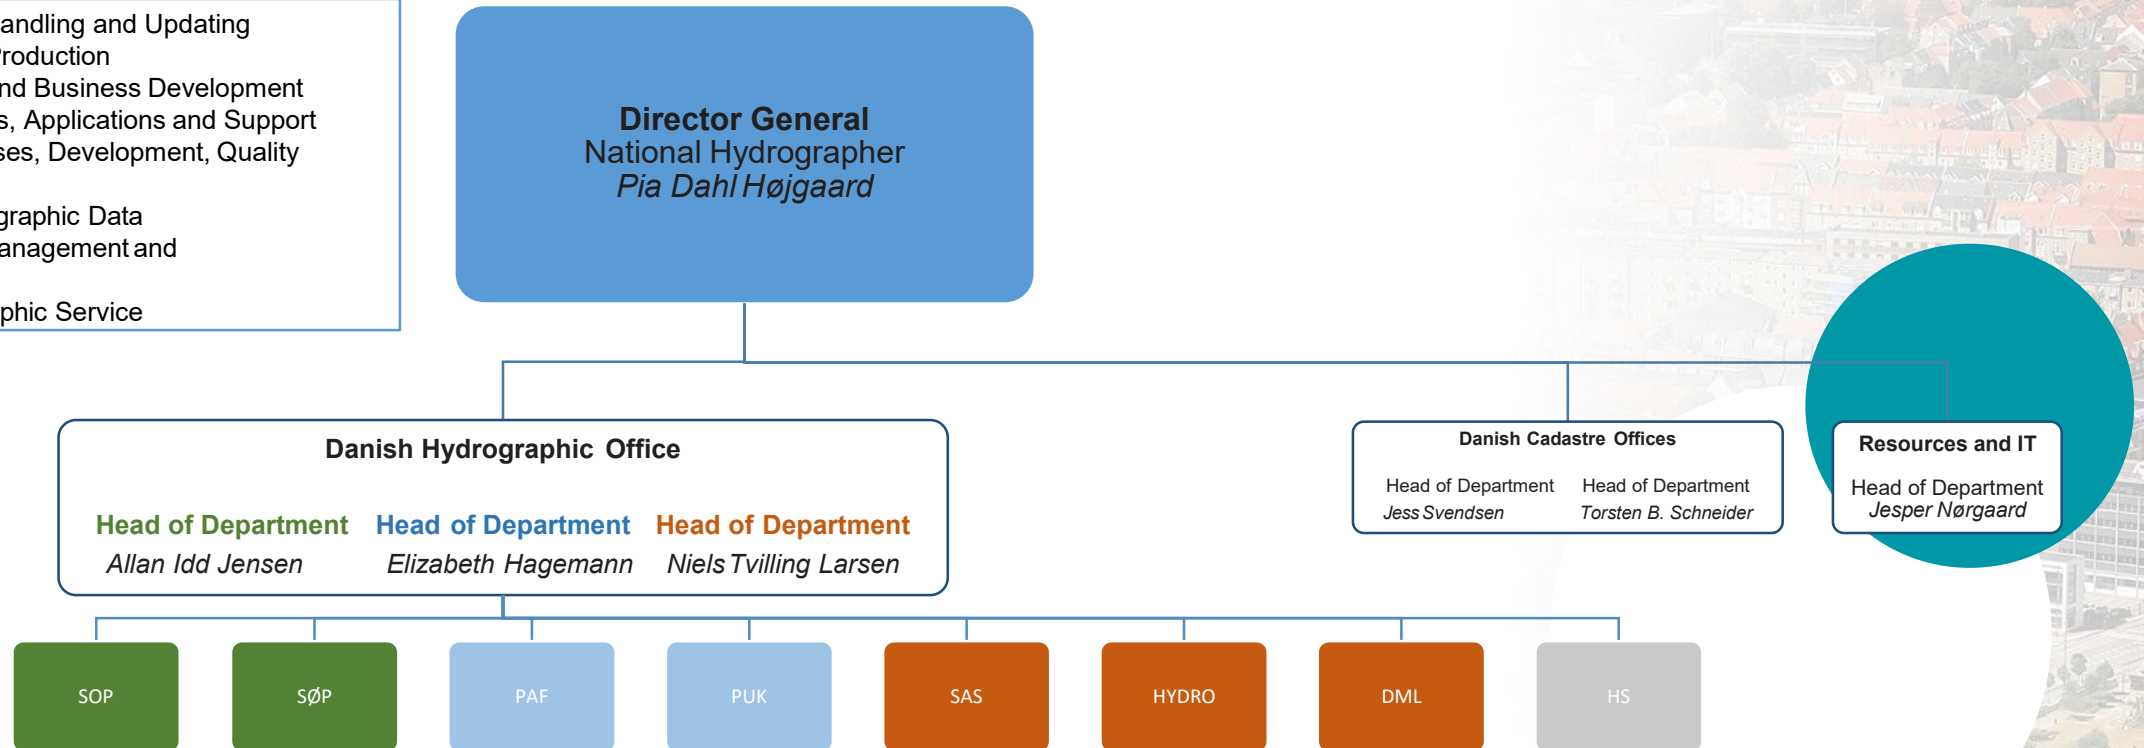 andling and Updating
roduction
nd Business Development
s, Applications and Support
ses, Development, Quality
graphic Data
anagement and
phic Service
Director General
National Hydrographer
Pia Dahl Højgaard
Danish Hydrographic Office
Head of Department Head of Department Head of Department
Allan Idd Jensen Elizabeth Hagemann Niels Tvilling Larsen
Danish Cadastre Offices
Head of Department Head of Department
Jess Svendsen Torsten B. Schneider
Resources and IT
Head of Department
Jesper Nørgaard
SOP SØP PAF PUK SAS HYDRO DML HS